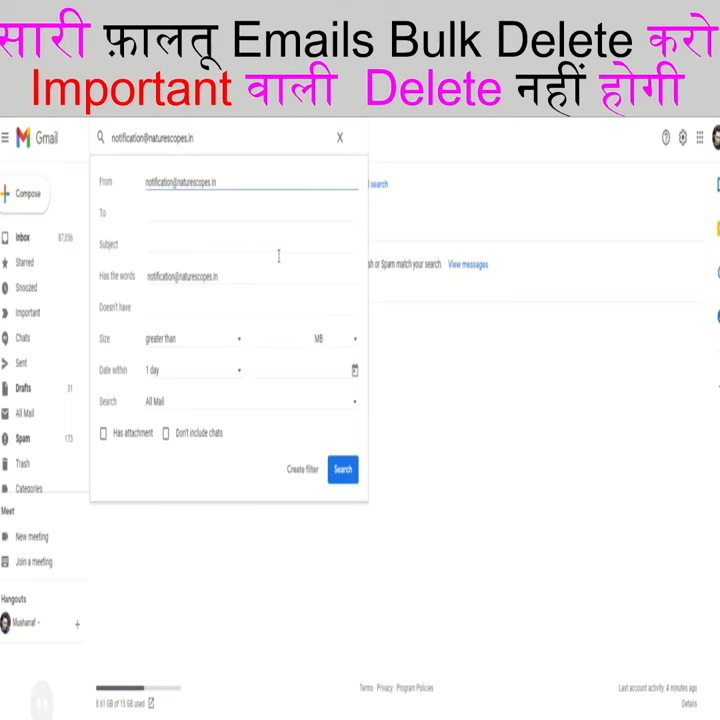 सारी फ़ालतू Emails Bulk Delete करो
Important वाली Delete नहीं होगी
Gmail
notification@naturescopes.in
X
Compose
From notification@naturescopes.in
search
To
Inbox 87,056
Subject
Starred
Has the words notification@naturescopes.in
sh or Spam match your search. View messages
Snoozed
Important
Doesn't have
Chats
Size greater than MB
Sent
Date within 1 day
Drafts 31
Search All Mail
All Mail
Has attachment Don't include chats
Spam 173
Trash
Create filter Search
Categories
Meet
New meeting
Join a meeting
Hangouts
Musharraf
+
8.61 GB of 15 GB used
Terms · Privacy · Program Policies
Last account activity: 4 minutes ago
Details